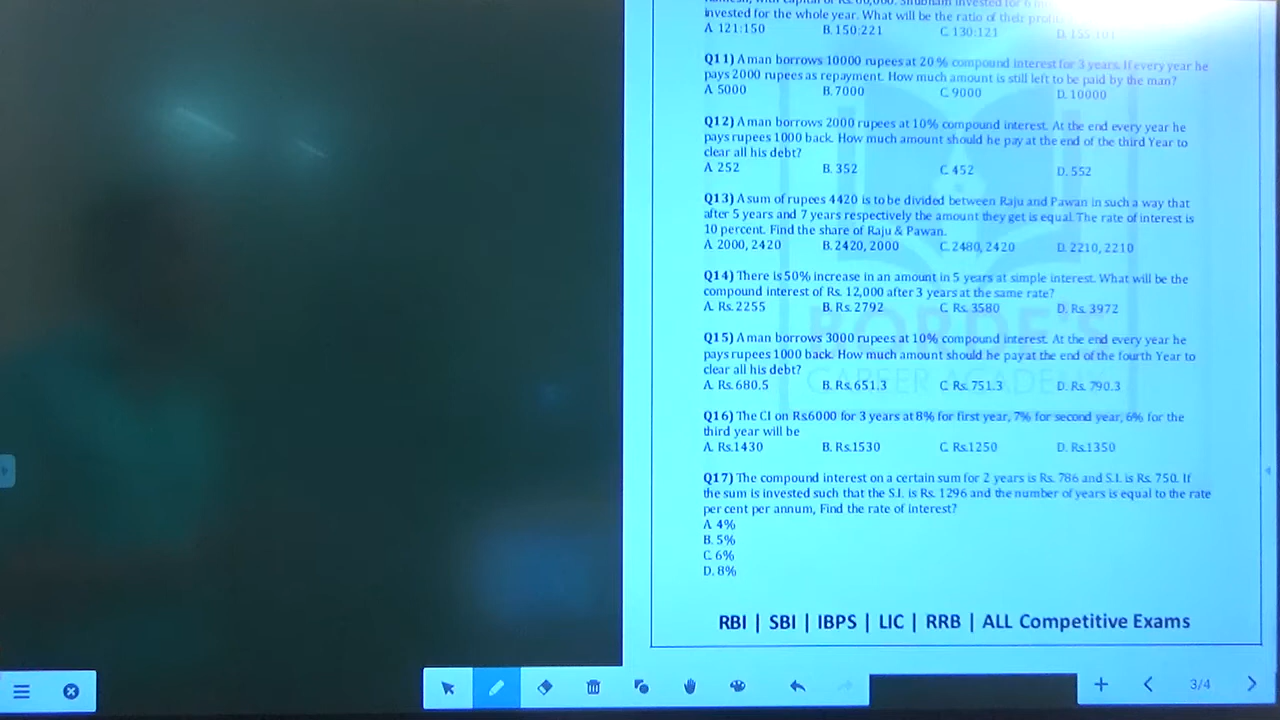 invested for the whole year. What will be the ratio of their profit.
A. 121:150 B. 150:221 C. 130:121 D. 155:101
Q11) A man borrows 10000 rupees at 20 % compound interest for 3 years. If every year he
pays 2000 rupees as repayment. How much amount is still left to be paid by the man?
A. 5000 B. 7000 C. 9000 D. 10000
Q12) A man borrows 2000 rupees at 10% compound interest. At the end every year he
pays rupees 1000 back. How much amount should he pay at the end of the third Year to
clear all his debt?
A. 252 B. 352 C. 452 D. 552
Q13) A sum of rupees 4420 is to be divided between Raju and Pawan in such a way that
after 5 years and 7 years respectively the amount they get is equal. The rate of interest is
10 percent. Find the share of Raju & Pawan.
A. 2000, 2420 B. 2420, 2000 C. 2480, 2420 D. 2210, 2210
Q14) There is 50% increase in an amount in 5 years at simple interest. What will be the
compound interest of Rs. 12,000 after 3 years at the same rate?
A. Rs. 2255 B. Rs. 2792 C. Rs. 3580 D. Rs. 3972
Q15) A man borrows 3000 rupees at 10% compound interest. At the end every year he
pays rupees 1000 back. How much amount should he pay at the end of the fourth Year to
clear all his debt?
A. Rs. 680.5 B. Rs. 651.3 C. Rs. 751.3 D. Rs. 790.3
CAREER ACADEMY
Q16) The CI on Rs6000 for 3 years at 8% for first year, 7% for second year, 6% for the
third year will be
A. Rs.1430 B. Rs.1530 C. Rs.1250 D. Rs.1350
Q17) The compound interest on a certain sum for 2 years is Rs. 786 and S.I. is Rs. 750. If
the sum is invested such that the S.I. is Rs. 1296 and the number of years is equal to the rate
per cent per annum, Find the rate of interest?
A. 4%
B. 5%
C. 6%
D. 8%
RBI | SBI | IBPS | LIC | RRB | ALL Competitive Exams
3/4